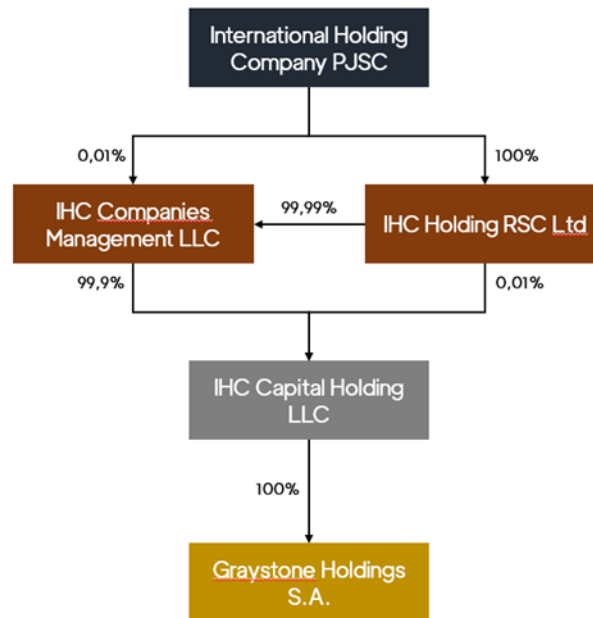 International Holding
Company PJSC
0,01%
100%
IHC Companies
Management LLC
99,99%
IHC Holding RSC Ltd
99,9%
0,01%
IHC Capital Holding
LLC
100%
Graystone Holdings
S.A.